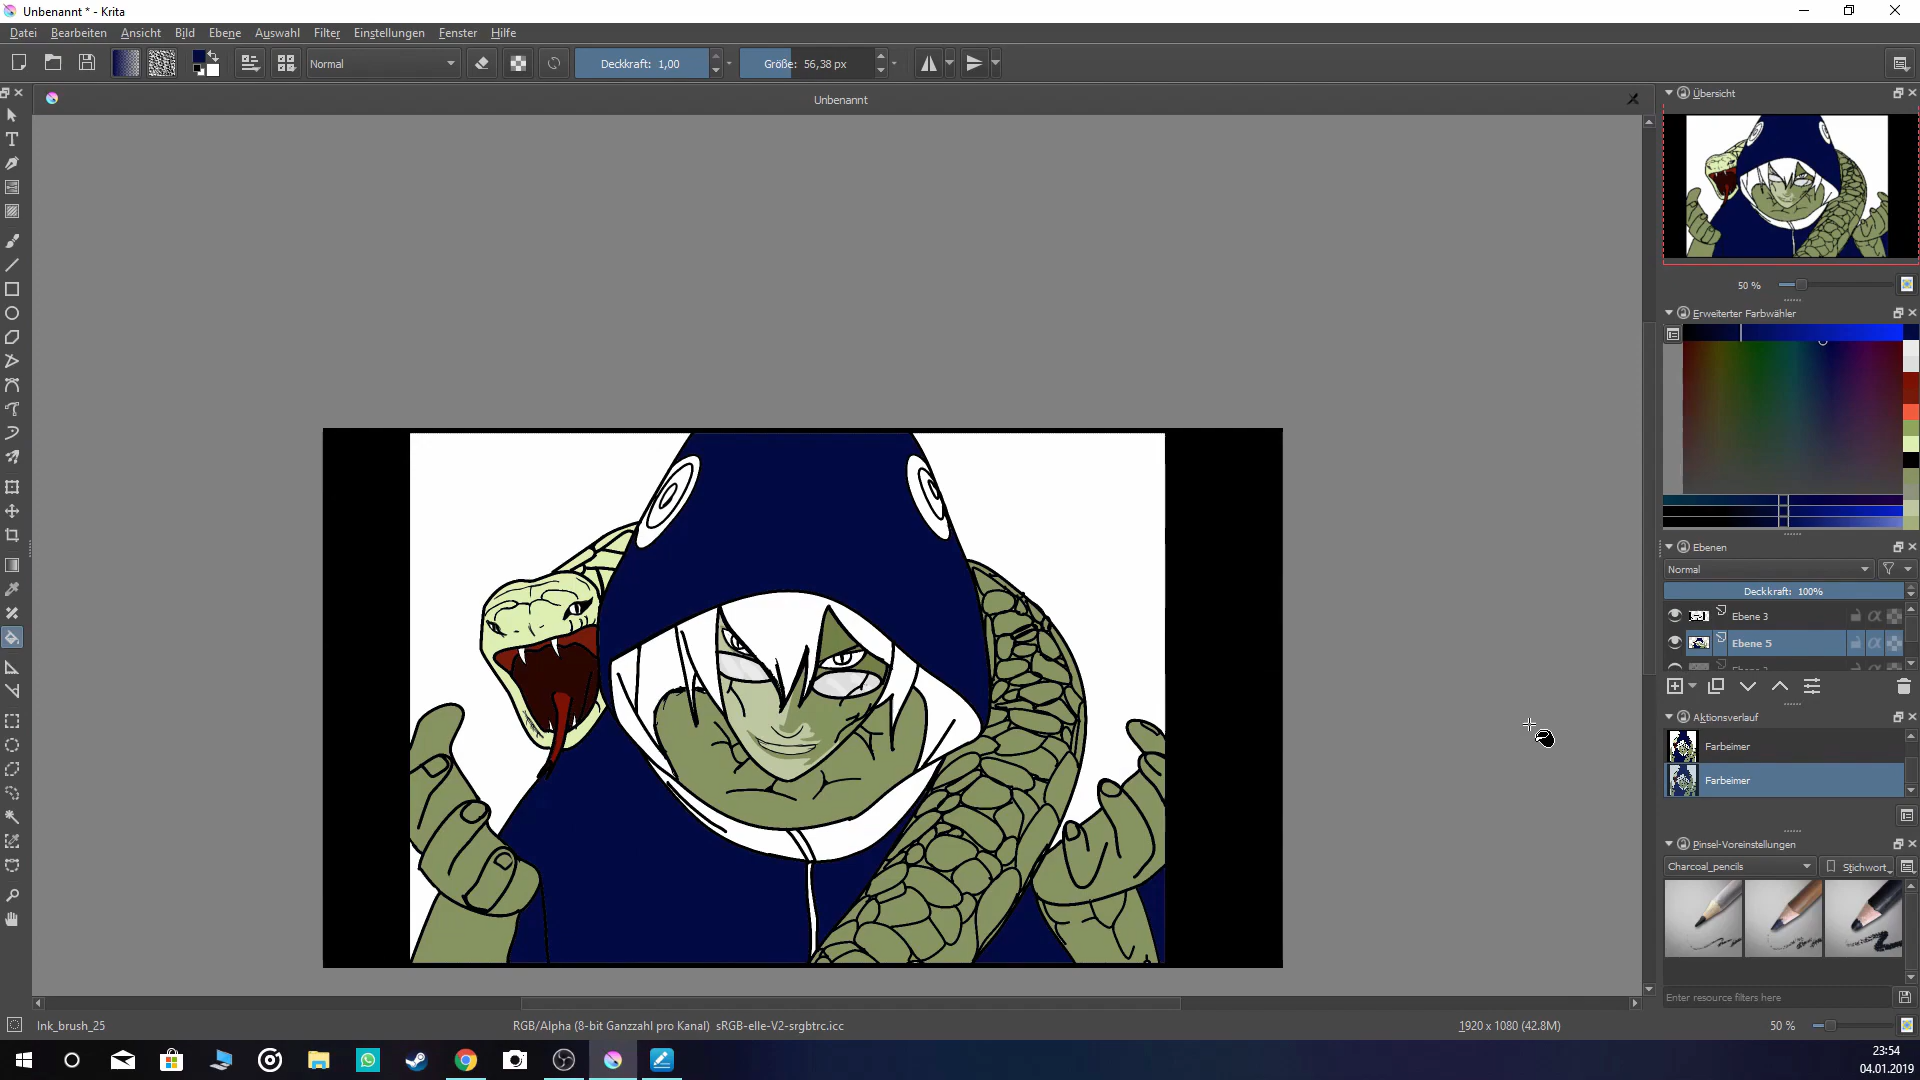 Unbenannt * - Krita
Datei Bearbeiten Ansicht Bild Ebene Auswahl Filter Einstellungen Fenster Hilfe
Normal
Deckkraft: 1,00
Größe: 56,38 px
Unbenannt
Übersicht
50 %
Erweiterter Farbwähler
Ebenen
Normal
Deckkraft: 100%
Ebene 3
Ebene 5
Aktionsverlauf
Farbeimer
Farbeimer
Pinsel-Voreinstellungen
Charcoal_pencils
Stichwort
Enter resource filters here
Ink_brush_25
RGB/Alpha (8-bit Ganzzahl pro Kanal) sRGB-elle-V2-srgbtrc.icc
1920 x 1080 (42.8M)
50 %
23:54
04.01.2019